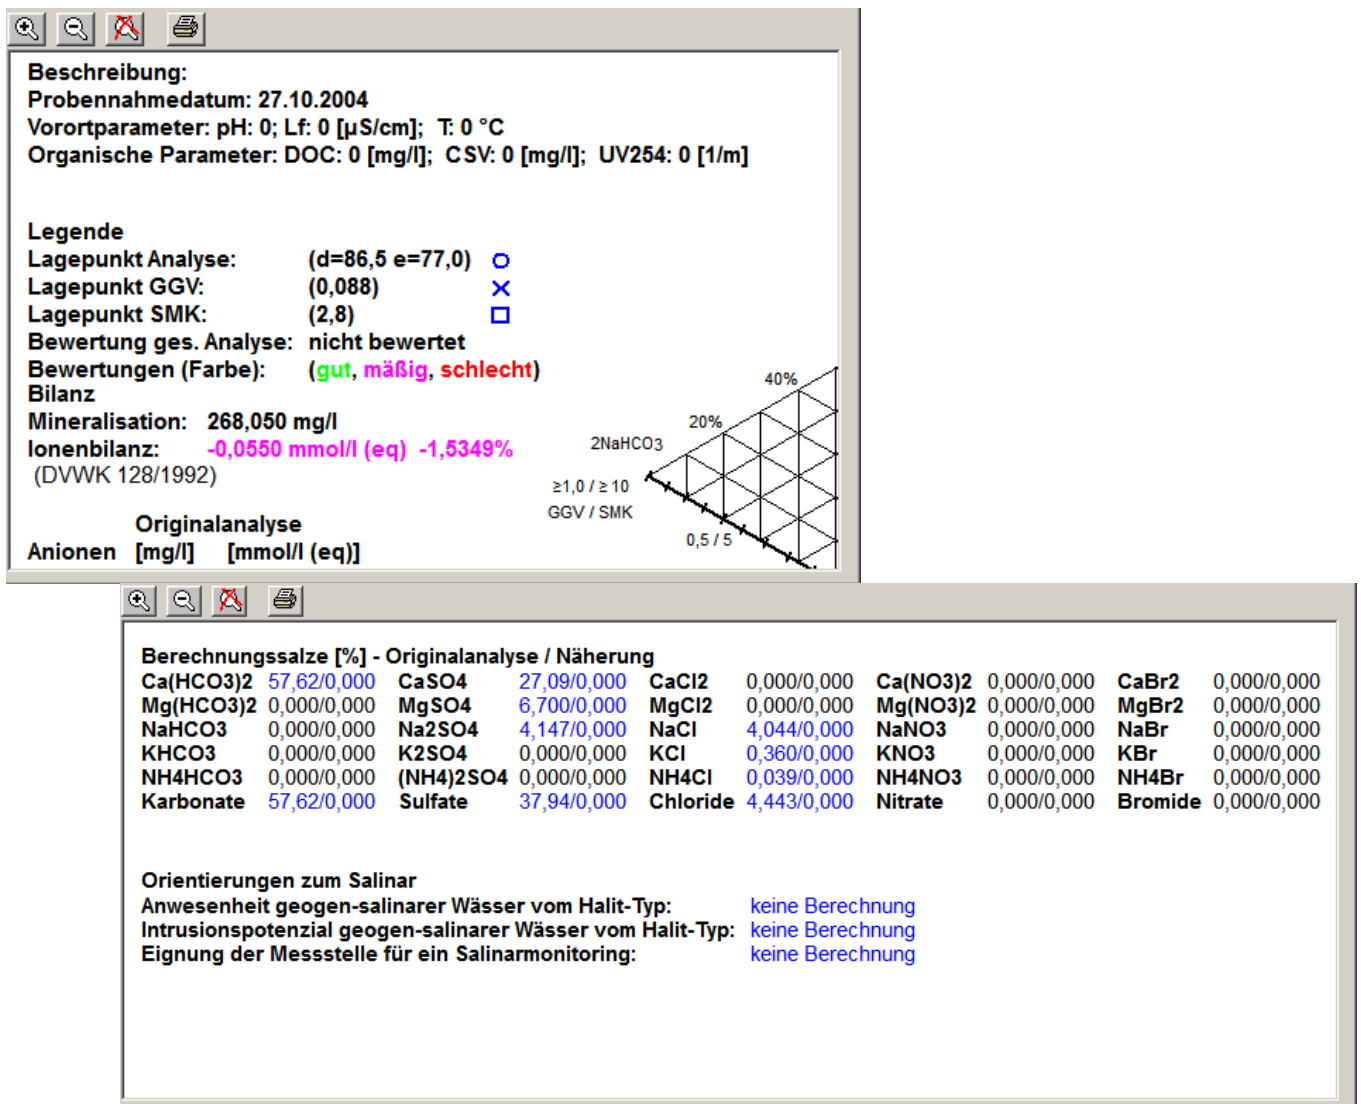 Beschreibung:
Probennahmedatum: 27.10.2004
Vorortparameter: pH: 0; Lf: 0 [µS/cm]; T: 0 °C
Organische Parameter: DOC: 0 [mg/l]; CSV: 0 [mg/l]; UV254: 0 [1/m]
Legende
Lagepunkt Analyse: (d=86,5 e=77,0)
Lagepunkt GGV: (0,088)
Lagepunkt SMK: (2,8)
Bewertung ges. Analyse: nicht bewertet
Bewertungen (Farbe): (gut, mäßig, schlecht)
Bilanz
Mineralisation: 268,050 mg/l
Ionenbilanz: -0,0550 mmol/l (eq) -1,5349%
(DVWK 128/1992)
Originalanalyse
Anionen [mg/l] [mmol/l (eq)]
40%
20%
2NaHCO3
≥1,0 / ≥ 10
GGV / SMK
0,5 / 5
Berechnungssalze [%] - Originalanalyse / Näherung
Ca(HCO3)2 57,62/0,000 CaSO4 27,09/0,000 CaCl2 0,000/0,000 Ca(NO3)2 0,000/0,000 CaBr2 0,000/0,000
Mg(HCO3)2 0,000/0,000 MgSO4 6,700/0,000 MgCl2 0,000/0,000 Mg(NO3)2 0,000/0,000 MgBr2 0,000/0,000
NaHCO3 0,000/0,000 Na2SO4 4,147/0,000 NaCl 4,044/0,000 NaNO3 0,000/0,000 NaBr 0,000/0,000
KHCO3 0,000/0,000 K2SO4 0,000/0,000 KCl 0,360/0,000 KNO3 0,000/0,000 KBr 0,000/0,000
NH4HCO3 0,000/0,000 (NH4)2SO4 0,000/0,000 NH4Cl 0,039/0,000 NH4NO3 0,000/0,000 NH4Br 0,000/0,000
Karbonate 57,62/0,000 Sulfate 37,94/0,000 Chloride 4,443/0,000 Nitrate 0,000/0,000 Bromide 0,000/0,000
Orientierungen zum Salinar
Anwesenheit geogen-salinarer Wässer vom Halit-Typ: keine Berechnung
Intrusionspotenzial geogen-salinarer Wässer vom Halit-Typ: keine Berechnung
Eignung der Messstelle für ein Salinarmonitoring: keine Berechnung